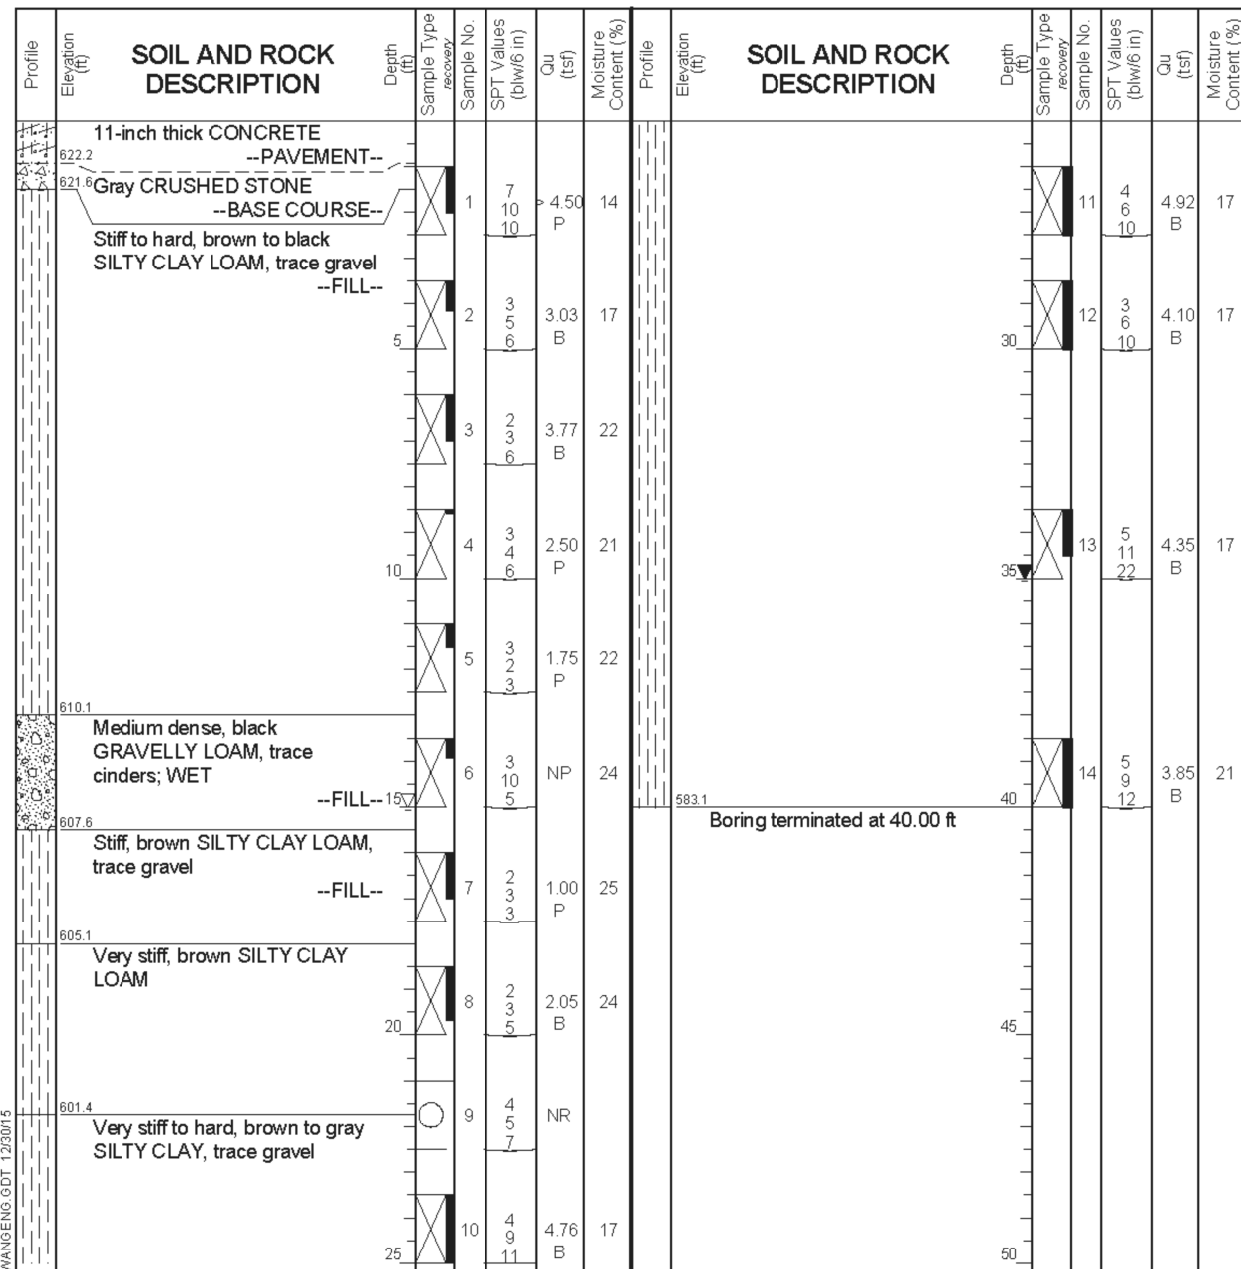 Profile
Elevation
(ft)
SOIL AND ROCK
DESCRIPTION
Depth
(ft)
Sample Type
recovery
Sample No.
SPT Values
(blw/6 in)
Qu
(tsf)
Moisture
Content (%)
Profile
Elevation
(ft)
SOIL AND ROCK
DESCRIPTION
Depth
(ft)
Sample Type
recovery
Sample No.
SPT Values
(blw/6 in)
Qu
(tsf)
Moisture
Content (%)
11-inch thick CONCRETE
622.2
--PAVEMENT--
621.6
Gray CRUSHED STONE
--BASE COURSE--
1
7
10
10
> 4.50
P
14
Stiff to hard, brown to black
SILTY CLAY LOAM, trace gravel
--FILL--
5
2
3
5
6
3.03
B
17
3
2
3
6
3.77
B
22
10
4
3
4
6
2.50
P
21
5
3
2
3
1.75
P
22
610.1
Medium dense, black
GRAVELLY LOAM, trace
cinders; WET
--FILL--
15
6
3
10
5
NP
24
607.6
Stiff, brown SILTY CLAY LOAM,
trace gravel
--FILL--
7
2
3
3
1.00
P
25
605.1
Very stiff, brown SILTY CLAY
LOAM
20
8
2
3
5
2.05
B
24
601.4
9
4
5
7
NR
Very stiff to hard, brown to gray
SILTY CLAY, trace gravel
25
10
4
9
11
4.76
B
17
11
4
6
10
4.92
B
17
30
12
3
6
10
4.10
B
17
35
13
5
11
22
4.35
B
17
40
14
5
9
12
3.85
B
21
583.1
Boring terminated at 40.00 ft
45
50
WANGENG.GDT 12/30/15